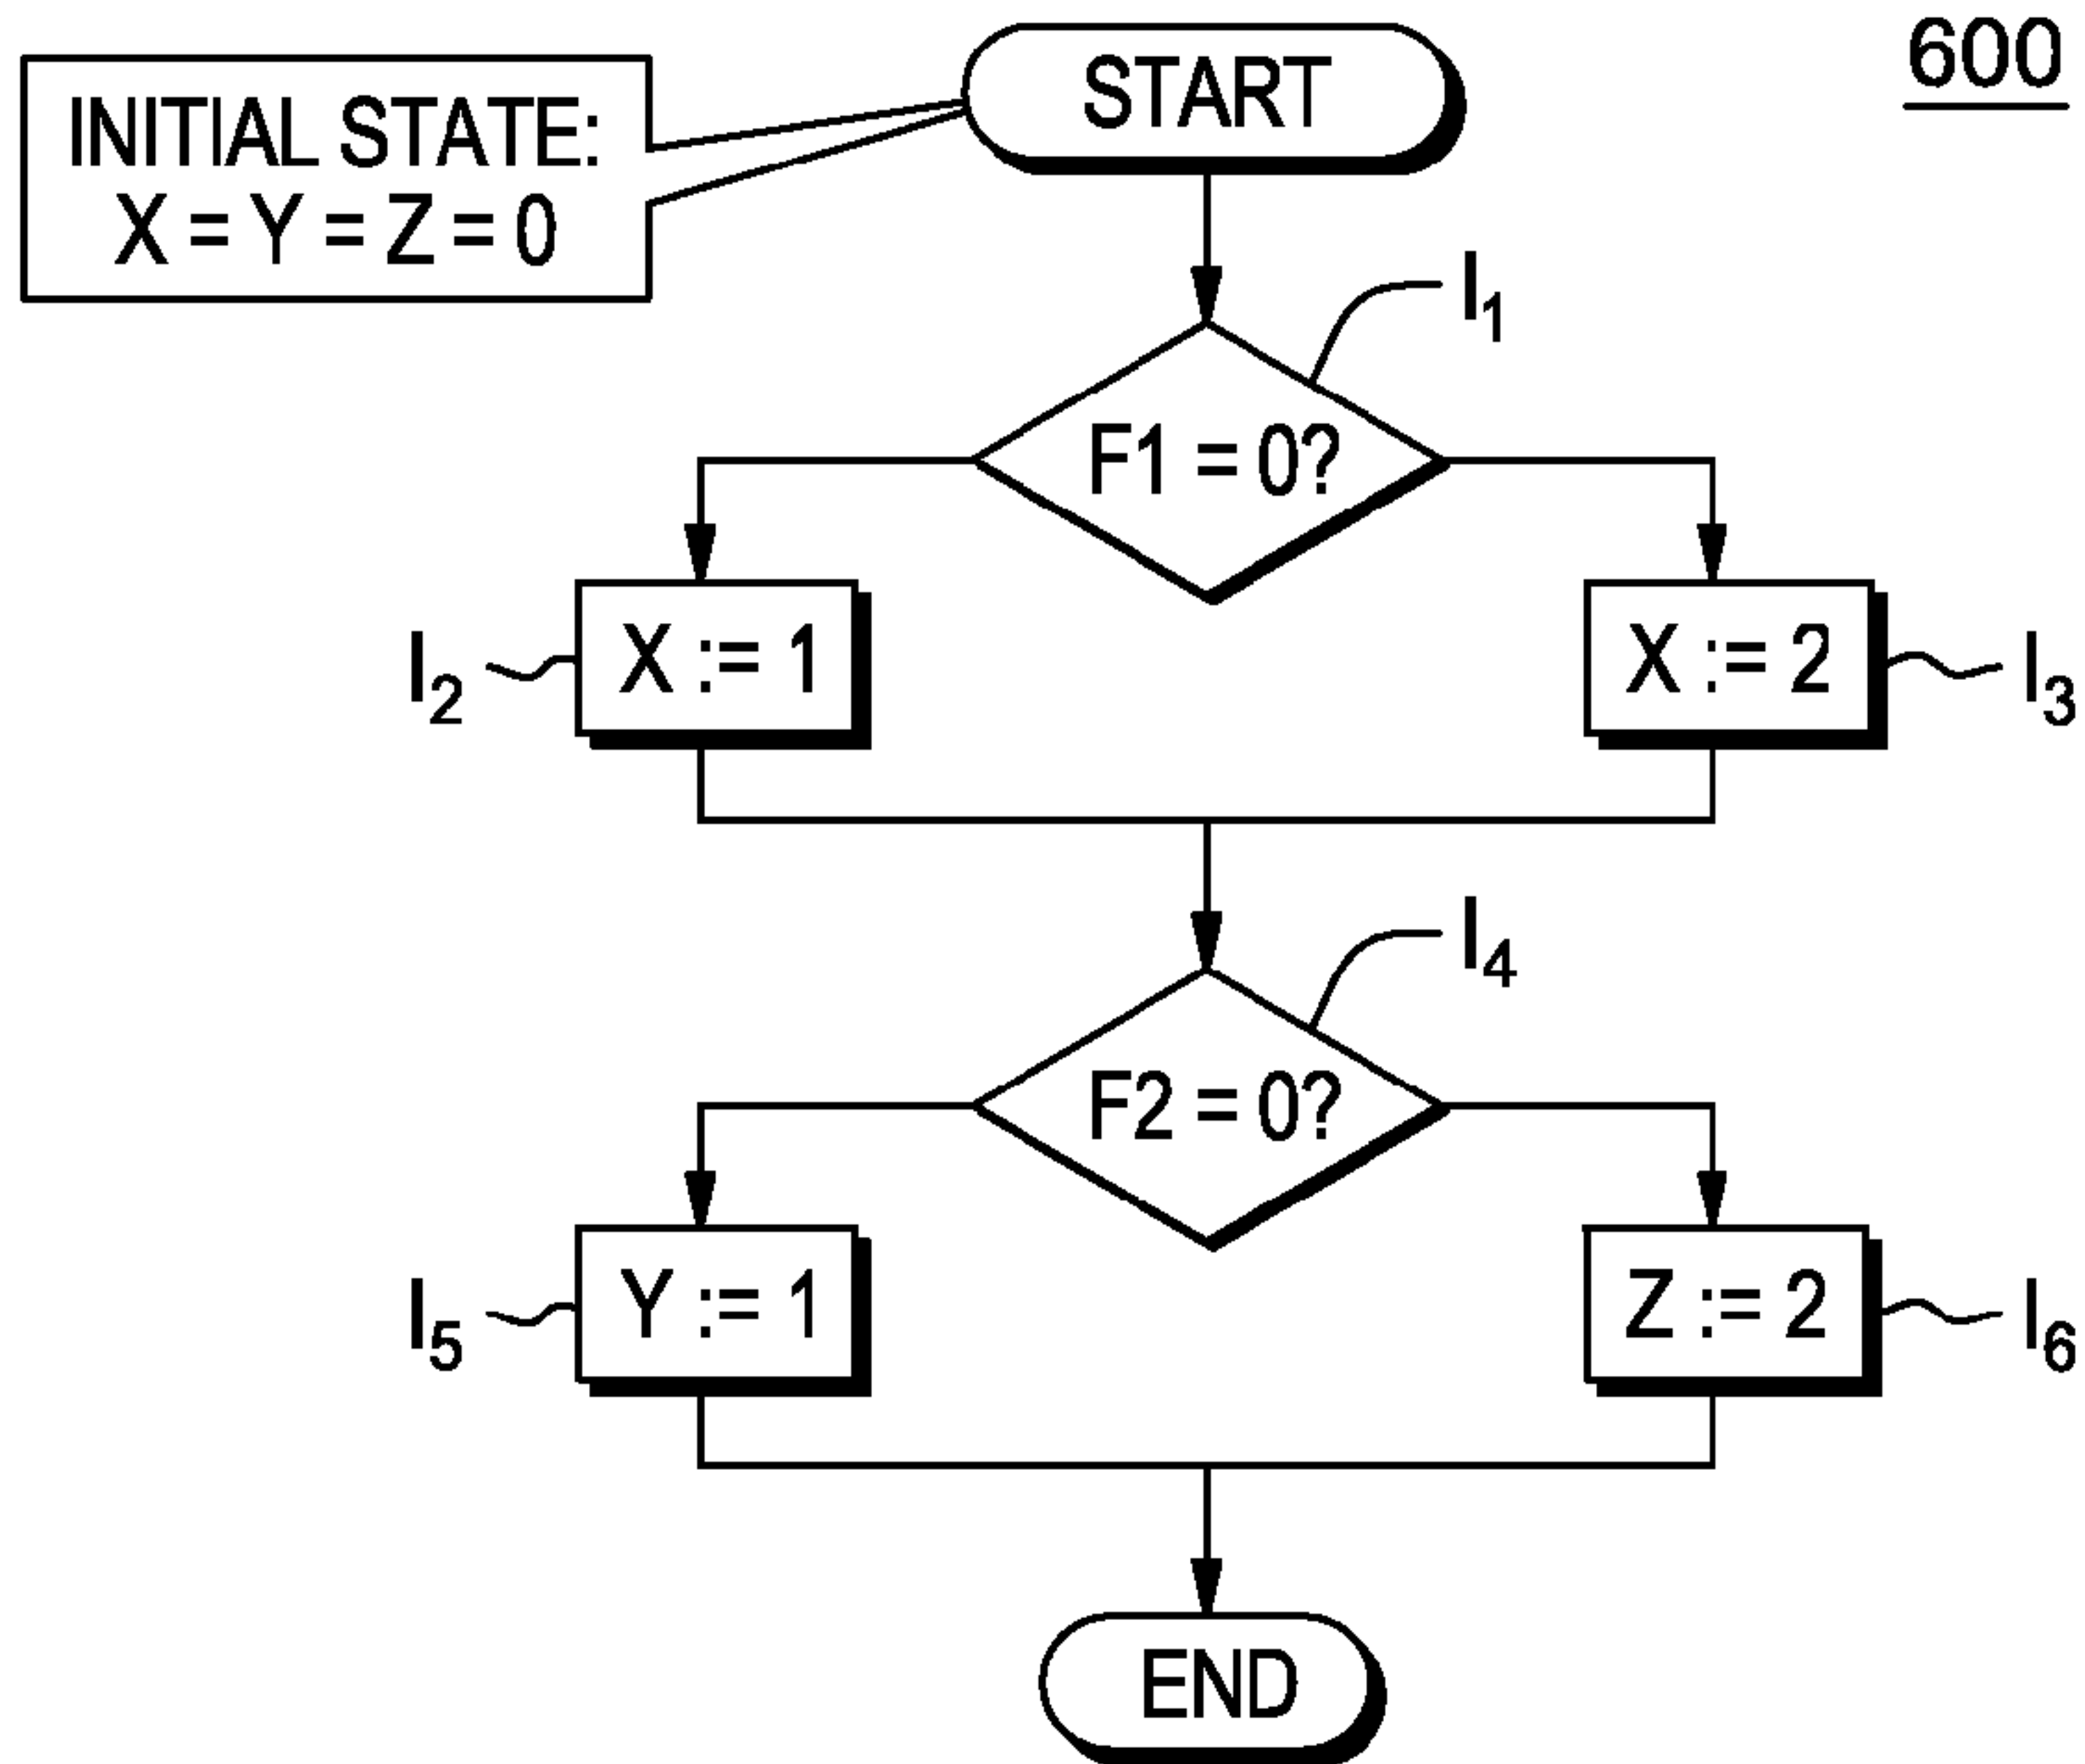 600
START
INITIAL STATE:
X = Y = Z = 0
I1
F1 = 0?
I2
X := 1
X := 2
I3
I4
F2 = 0?
I5
Y := 1
Z := 2
I6
END